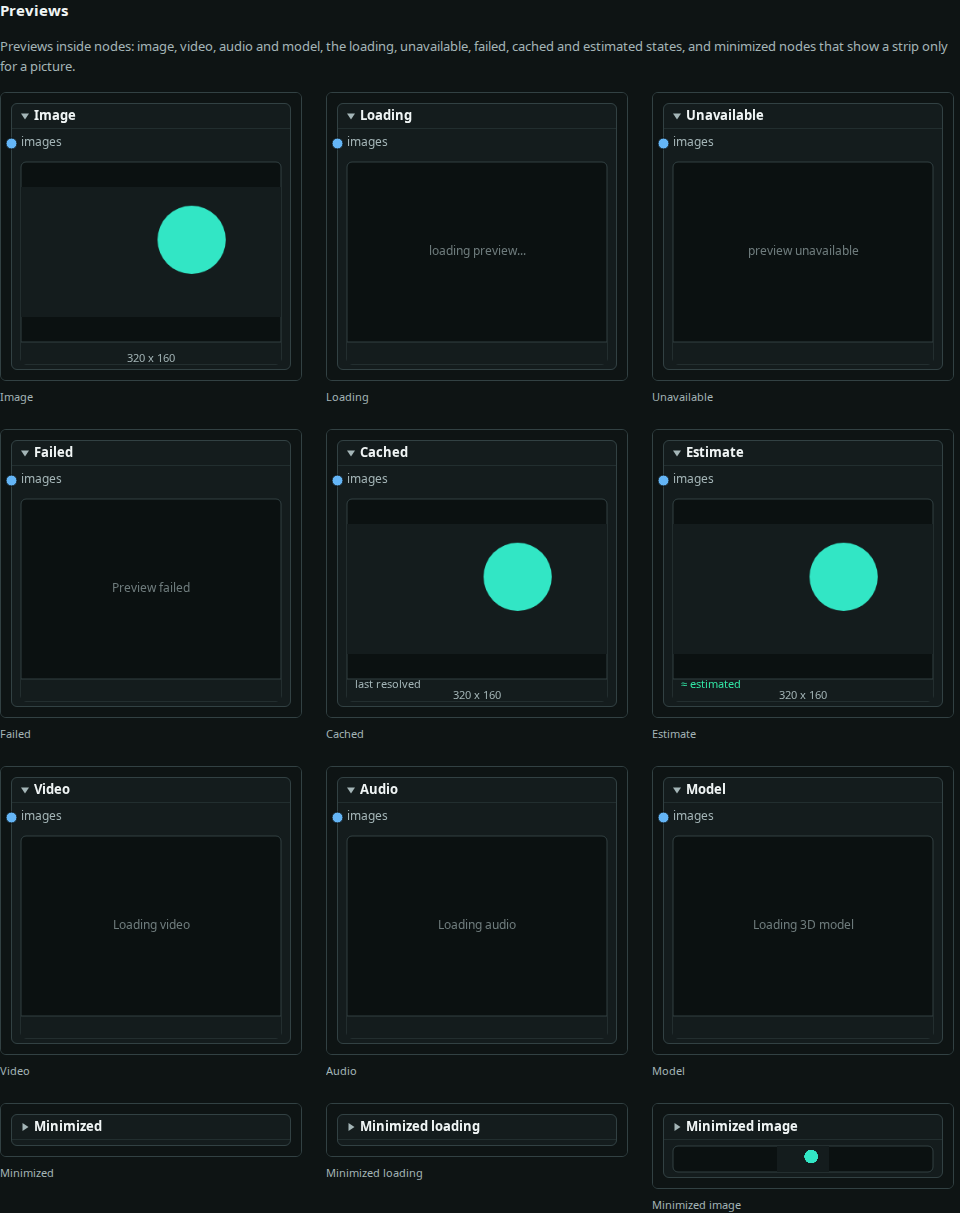 Previews
Previews inside nodes: image, video, audio and model, the loading, unavailable, failed, cached and estimated states, and minimized nodes that show a strip only
for a picture.
Image
images
320 x 160
Image
Loading
images
loading preview...
Loading
Unavailable
images
preview unavailable
Unavailable
Failed
images
Preview failed
Failed
Cached
images
last resolved
320 x 160
Cached
Estimate
images
≈ estimated
320 x 160
Estimate
Video
images
Loading video
Video
Audio
images
Loading audio
Audio
Model
images
Loading 3D model
Model
Minimized
Minimized
Minimized loading
Minimized loading
Minimized image
Minimized image